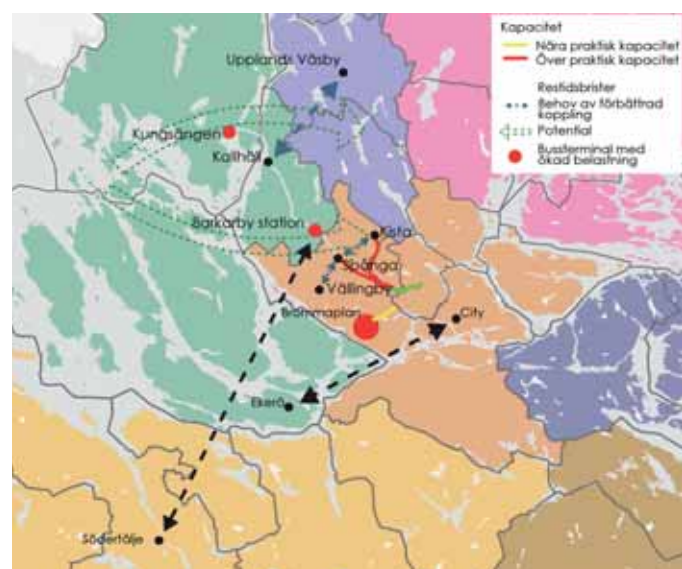 Kapacitet
Nära praktisk kapacitet
Över praktisk kapacitet
Restidsbrister
Behov av förbättrad
koppling
Potential
Bussterminal med
ökad belastning
Upplands Väsby
Kungsängen
Kallhäll
Barkarby station
Kista
Spånga
Vällingby
Brommaplan
City
Ekerö
Södertälje